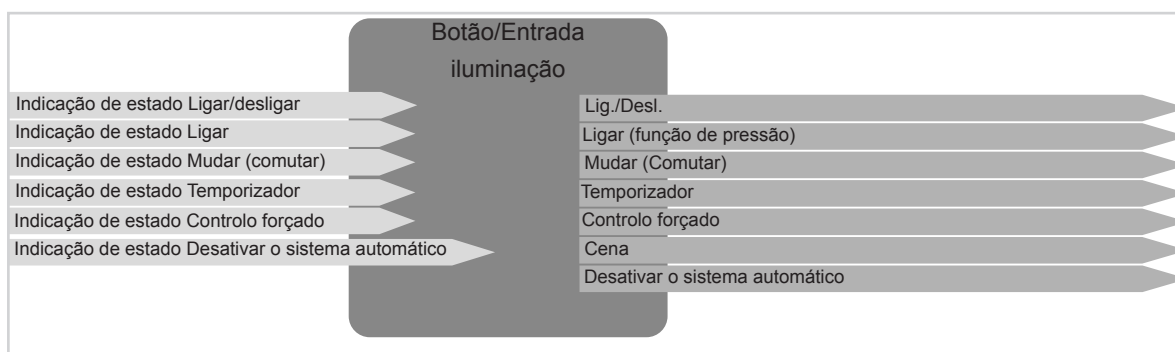 Botão/Entrada
iluminação
Indicação de estado Ligar/desligar
Indicação de estado Ligar
Indicação de estado Mudar (comutar)
Indicação de estado Temporizador
Indicação de estado Controlo forçado
Indicação de estado Desativar o sistema automático
Lig./Desl.
Ligar (função de pressão)
Mudar (Comutar)
Temporizador
Controlo forçado
Cena
Desativar o sistema automático